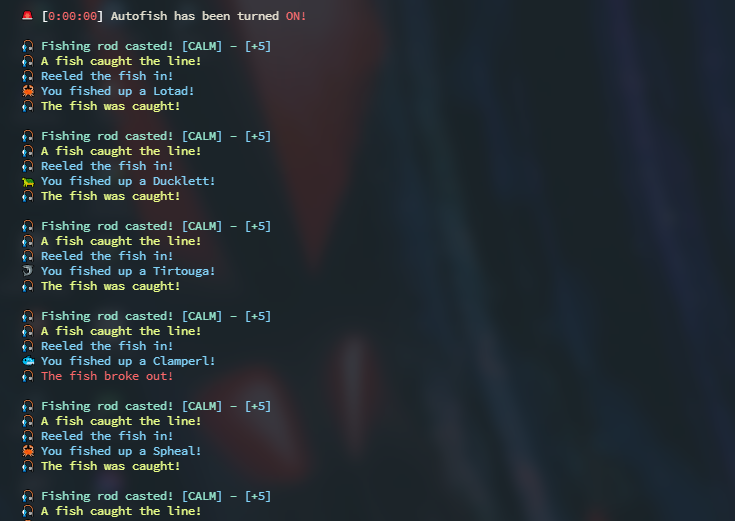 [0:00:00] Autofish has been turned ON!
Fishing rod casted! [CALM] - [+5]
A fish caught the line!
Reeled the fish in!
You fished up a Lotad!
The fish was caught!
Fishing rod casted! [CALM] - [+5]
A fish caught the line!
Reeled the fish in!
You fished up a Ducklett!
The fish was caught!
Fishing rod casted! [CALM] - [+5]
A fish caught the line!
Reeled the fish in!
You fished up a Tirtouga!
The fish was caught!
Fishing rod casted! [CALM] - [+5]
A fish caught the line!
Reeled the fish in!
You fished up a Clamperl!
The fish broke out!
Fishing rod casted! [CALM] - [+5]
A fish caught the line!
Reeled the fish in!
You fished up a Spheal!
The fish was caught!
Fishing rod casted! [CALM] - [+5]
A fish caught the line!